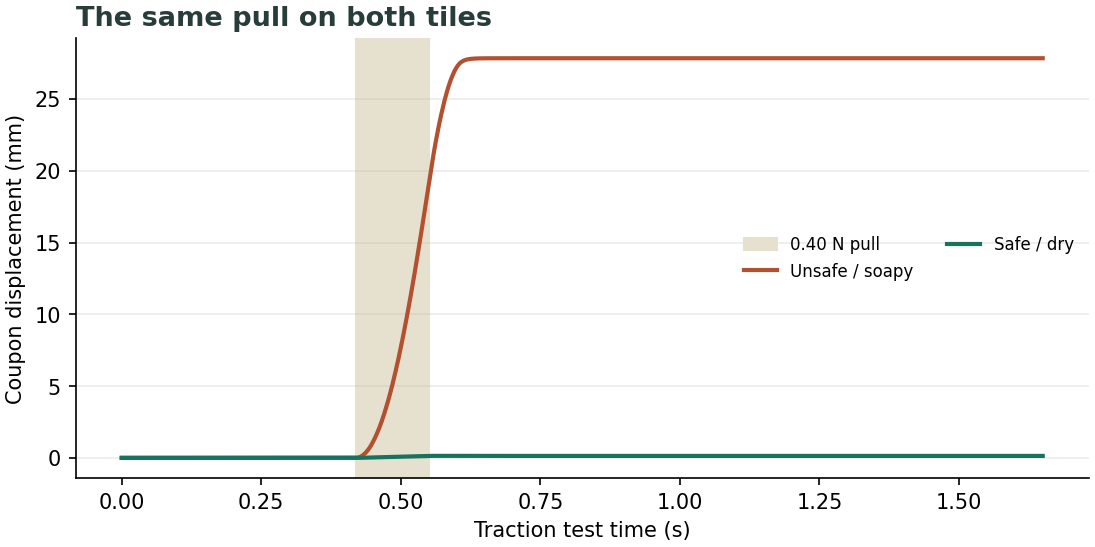 The same pull on both tiles
Coupon displacement (mm)
25
20
15
10
5
0
0.40 N pull
Unsafe / soapy
Safe / dry
0.00 0.25 0.50 0.75 1.00 1.25 1.50
Traction test time (s)